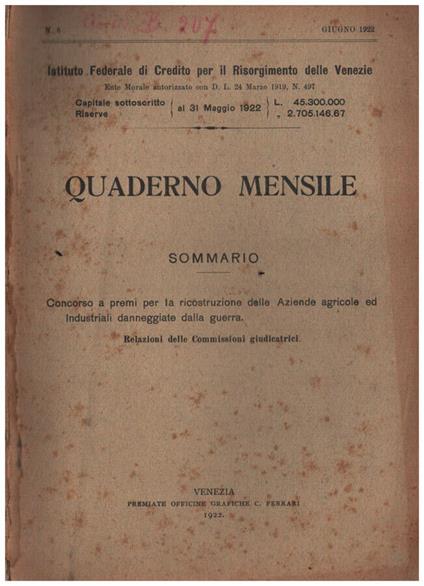 N. 6 GIUGNO 1922
Istituto Federale di Credito per il Risorgimento delle Venezie
Ente Morale autorizzato con D. L. 24 Marzo 1919, N. 497
Capitale sottoscritto
Riserve
al 31 Maggio 1922
L. 45.300.000
„ 2.705.146.67
QUADERNO MENSILE
SOMMARIO
Concorso a premi per la ricostruzione delle Aziende agricole ed
Industriali danneggiate dalla guerra.
Relazioni delle Commissioni giudicatrici.
VENEZIA
PREMIATE OFFICINE GRAFICHE C. FERRARI
1922.